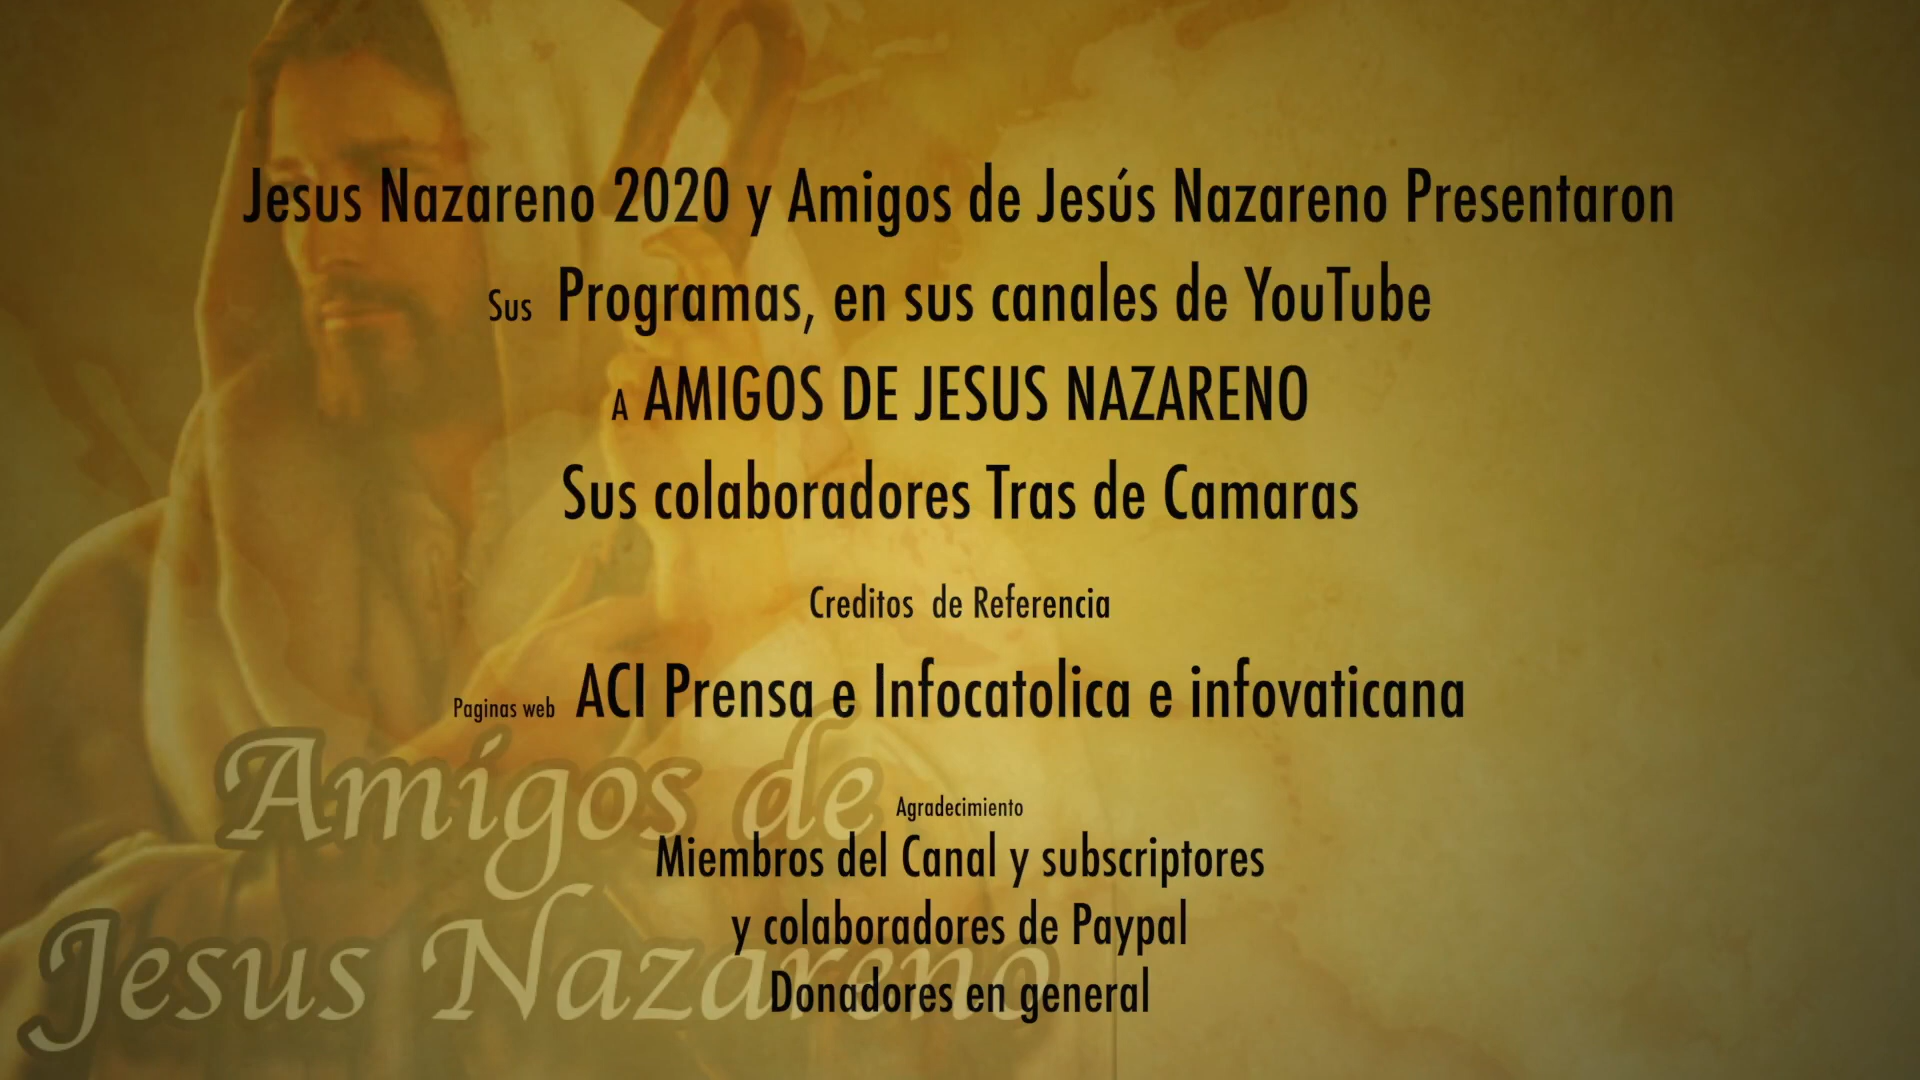 Jesus Nazareno 2020 y Amigos de Jesús Nazareno Presentaron
Sus Programas, en sus canales de YouTube
A AMIGOS DE JESUS NAZARENO
Sus colaboradores Tras de Camaras
Creditos de Referencia
Paginas web ACI Prensa e Infocatolica e infovaticana
Agradecimiento
Miembros del Canal y subscriptores
y colaboradores de Paypal
Donadores en general
Amigos de
Jesus Nazareno